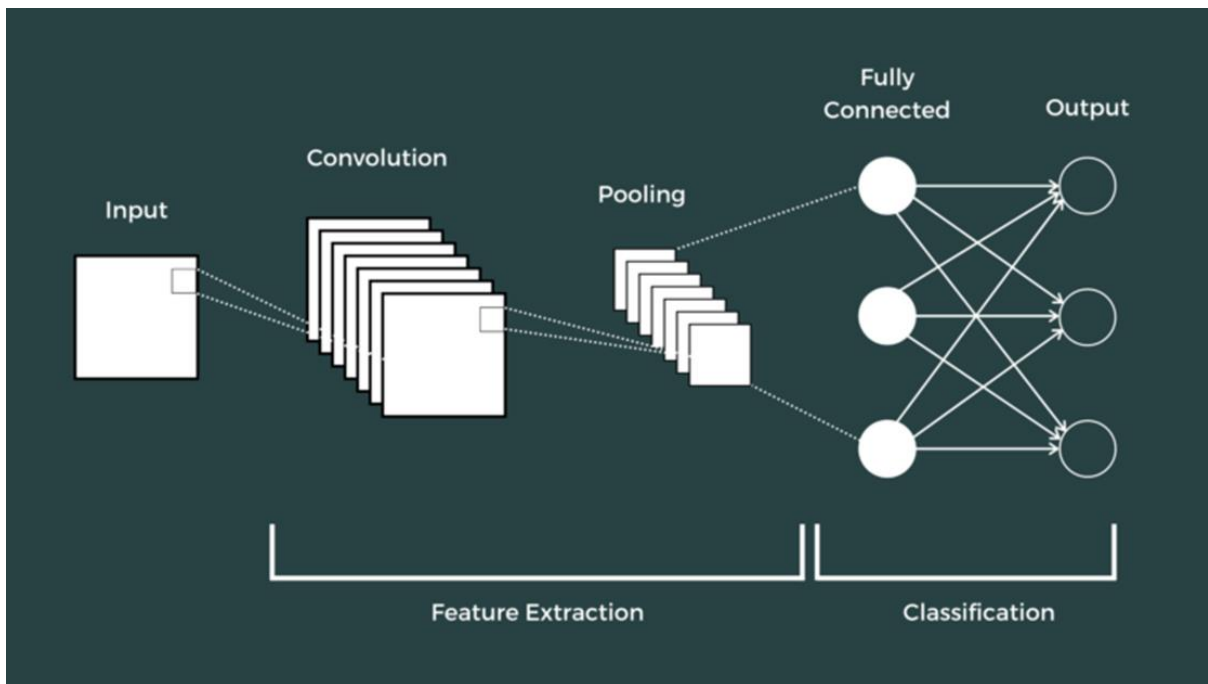 Input
Convolution
Pooling
Fully
Connected
Output
Feature Extraction
Classification